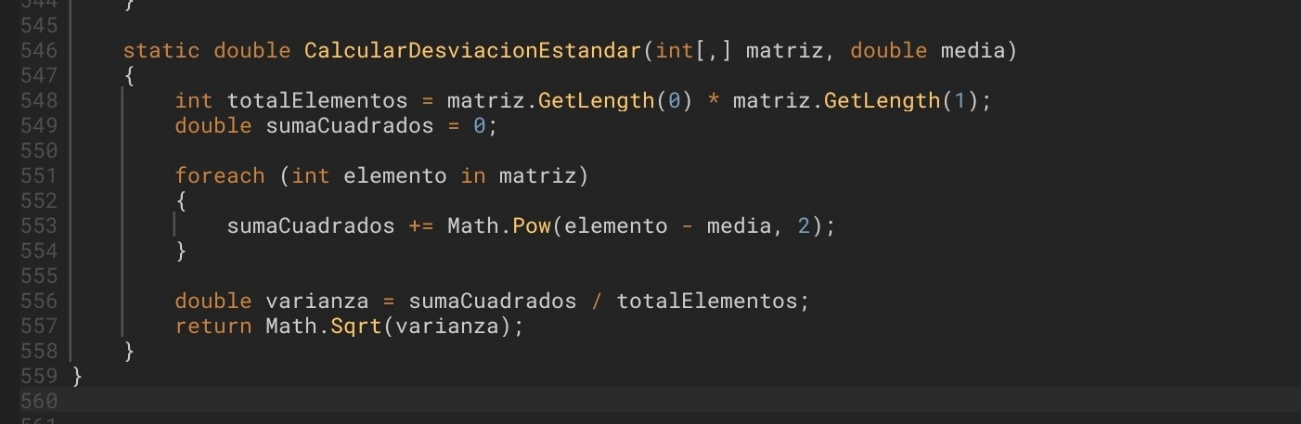 544 }
545
546 static double CalcularDesviacionEstandar(int[,] matriz, double media)
547 {
548 int totalElementos = matriz.GetLength(0) * matriz.GetLength(1);
549 double sumaCuadrados = 0;
550
551 foreach (int elemento in matriz)
552 {
553 sumaCuadrados += Math.Pow(elemento - media, 2);
554 }
555
556 double varianza = sumaCuadrados / totalElementos;
557 return Math.Sqrt(varianza);
558 }
559 }
560
561